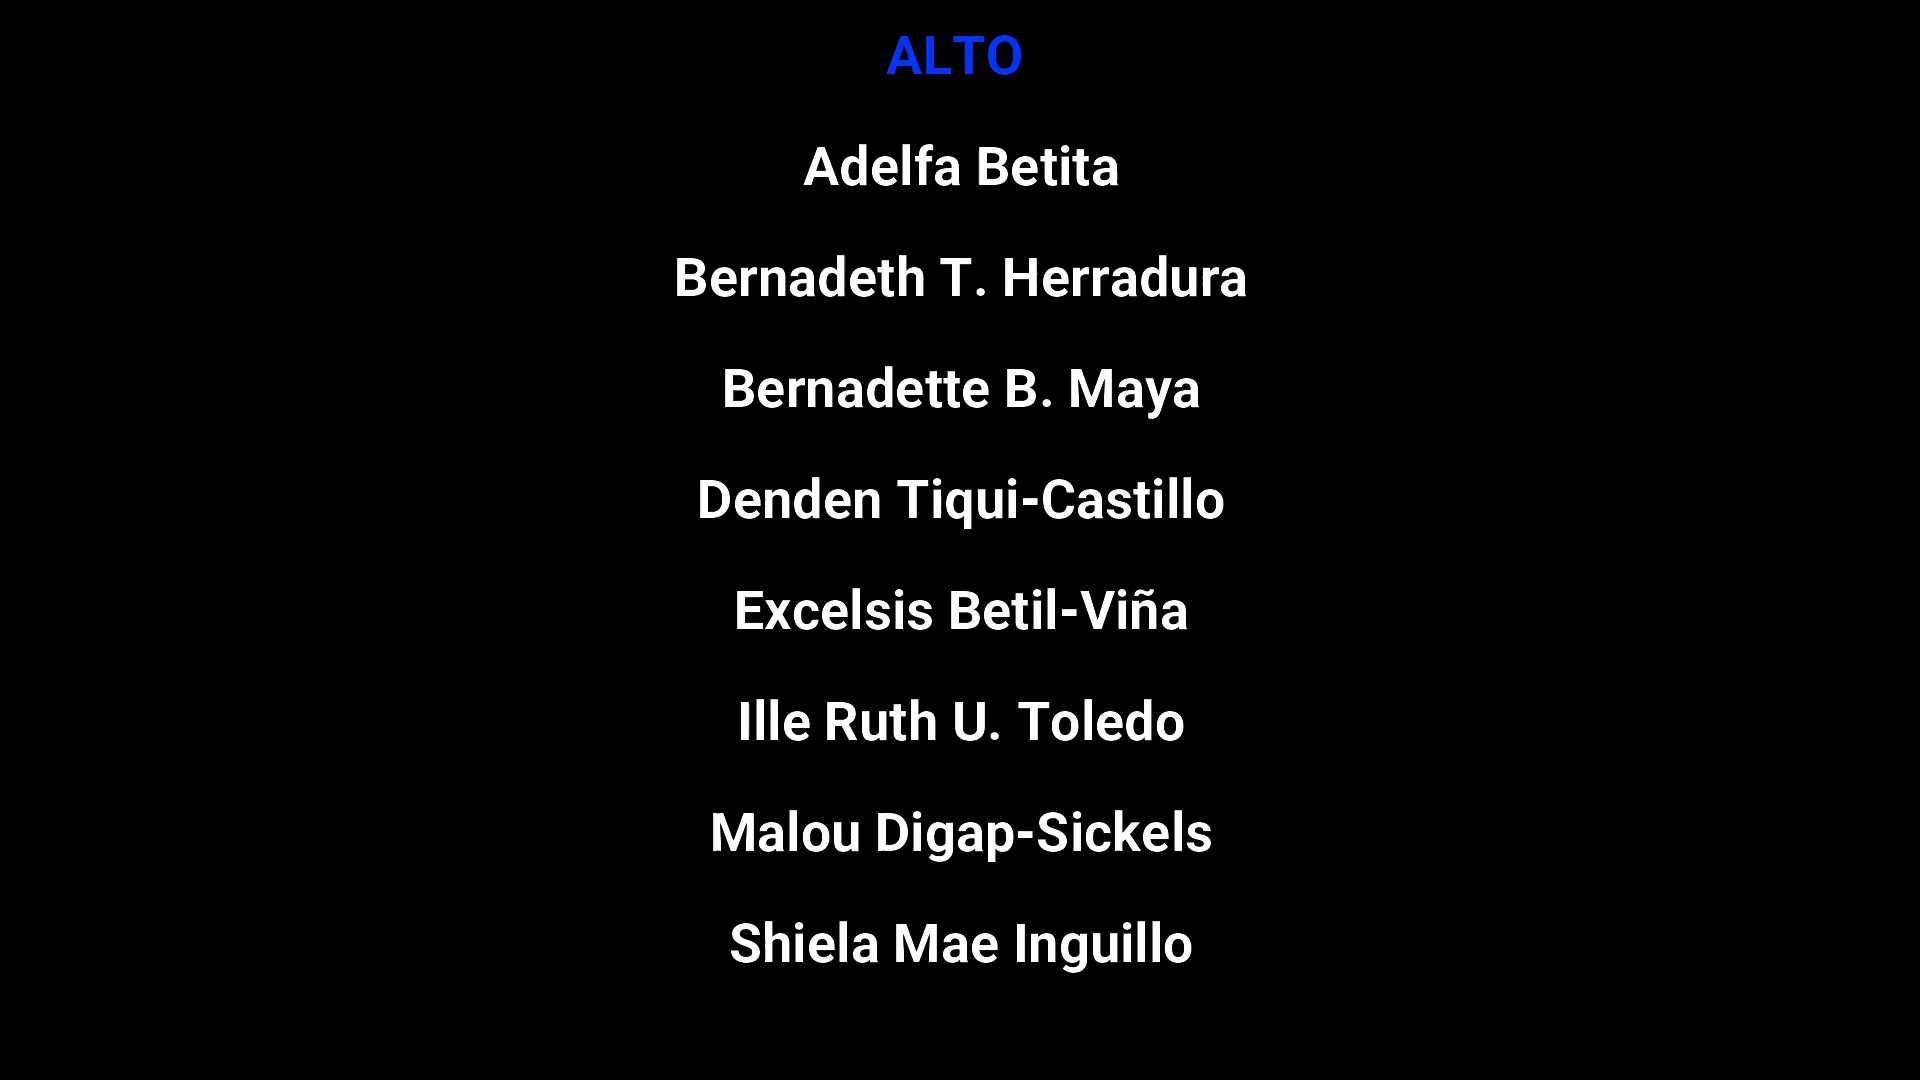 ALTO
Adelfa Betita
Bernadeth T. Herradura
Bernadette B. Maya
Denden Tiqui-Castillo
Excelsis Betil-Viña
Ille Ruth U. Toledo
Malou Digap-Sickels
Shiela Mae Inguillo